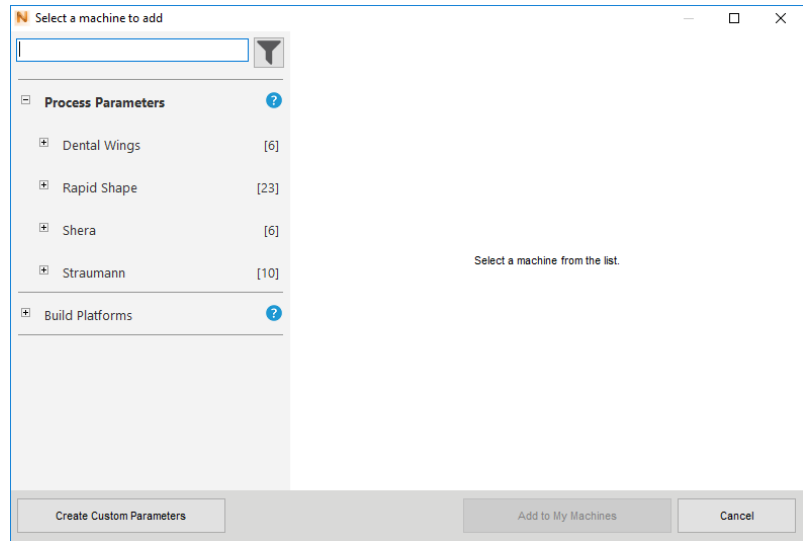 Select a machine to add
Process Parameters ?
Dental Wings [6]
Rapid Shape [23]
Shera [6]
Straumann [10]
Build Platforms ?
Select a machine from the list.
Create Custom Parameters
Add to My Machines
Cancel